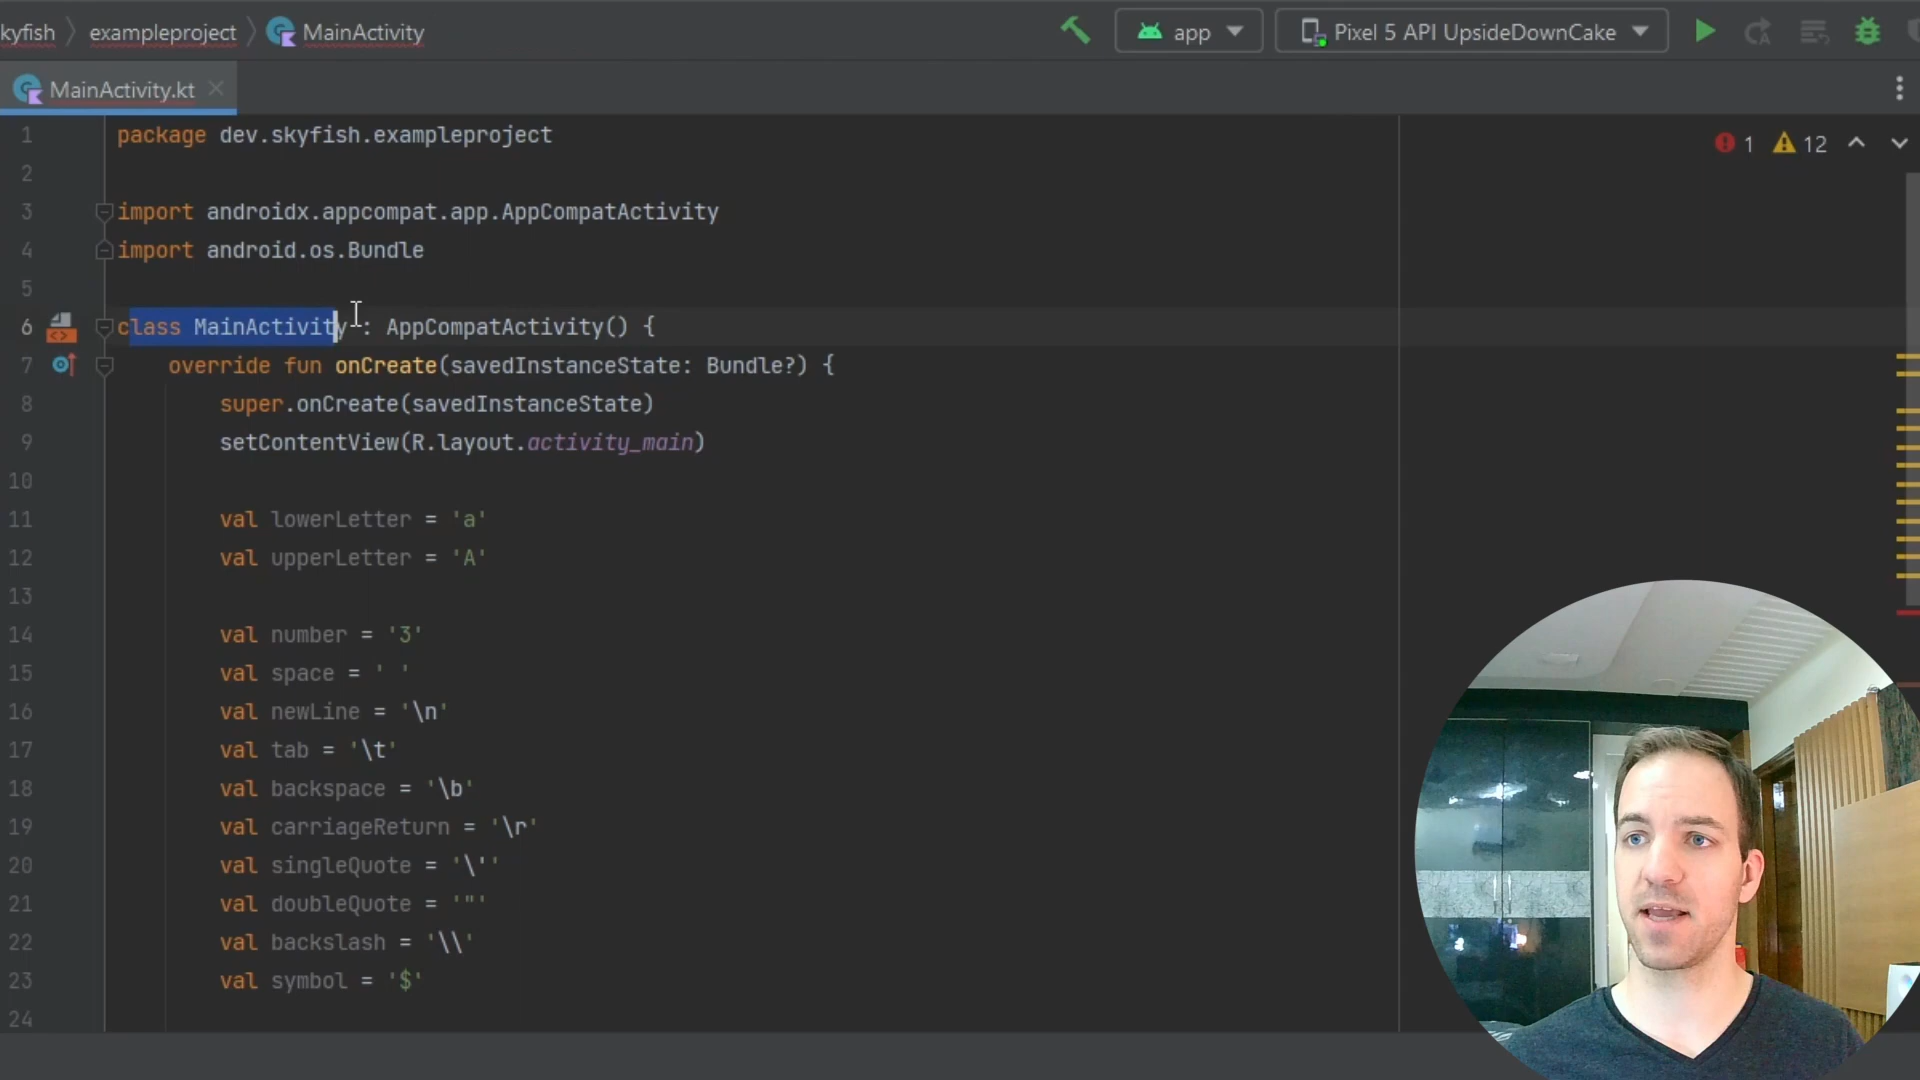 kyfish exampleproject MainActivity app Pixel 5 API UpsideDownCake
MainActivity.kt
1 package dev.skyfish.exampleproject
1 12
2
3 import androidx.appcompat.app.AppCompatActivity
4 import android.os.Bundle
5
6 class MainActivity : AppCompatActivity() {
7 override fun onCreate(savedInstanceState: Bundle?) {
8 super.onCreate(savedInstanceState)
9 setContentView(R.layout.activity_main)
10
11 val lowerLetter = 'a'
12 val upperLetter = 'A'
13
14 val number = '3'
15 val space = ' '
16 val newLine = '\n'
17 val tab = '\t'
18 val backspace = '\b'
19 val carriageReturn = '\r'
20 val singleQuote = '\''
21 val doubleQuote = '"'
22 val backslash = '\\'
23 val symbol = '$'
24